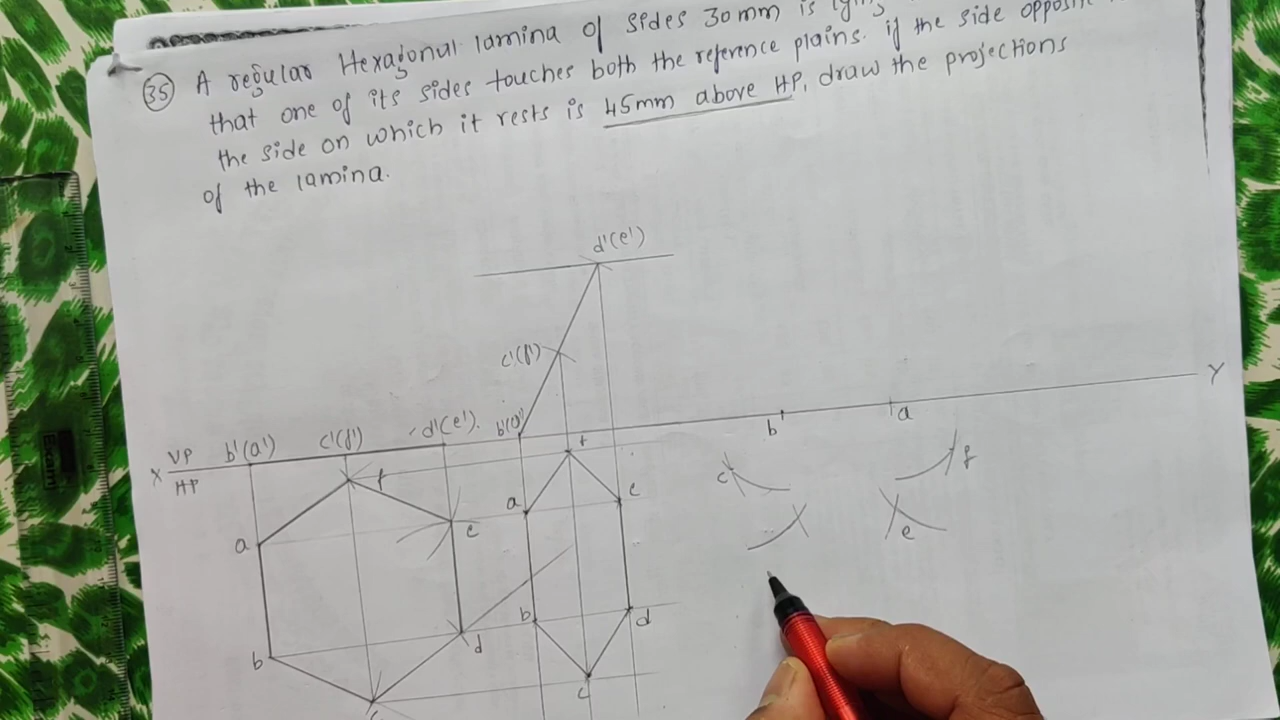 35 A regular Hexagonal lamina of sides 30mm is lying
that one of its sides touches both the reference plains. if the side opposite
the side on which it rests is 45mm above HP, draw the projections
of the lamina.
d'(e')
c'(f')
X VP b'(a') c'(f') d'(e'). b'(a') Y
HP
b a
f f
a e a e c f
e
b d b d
c c